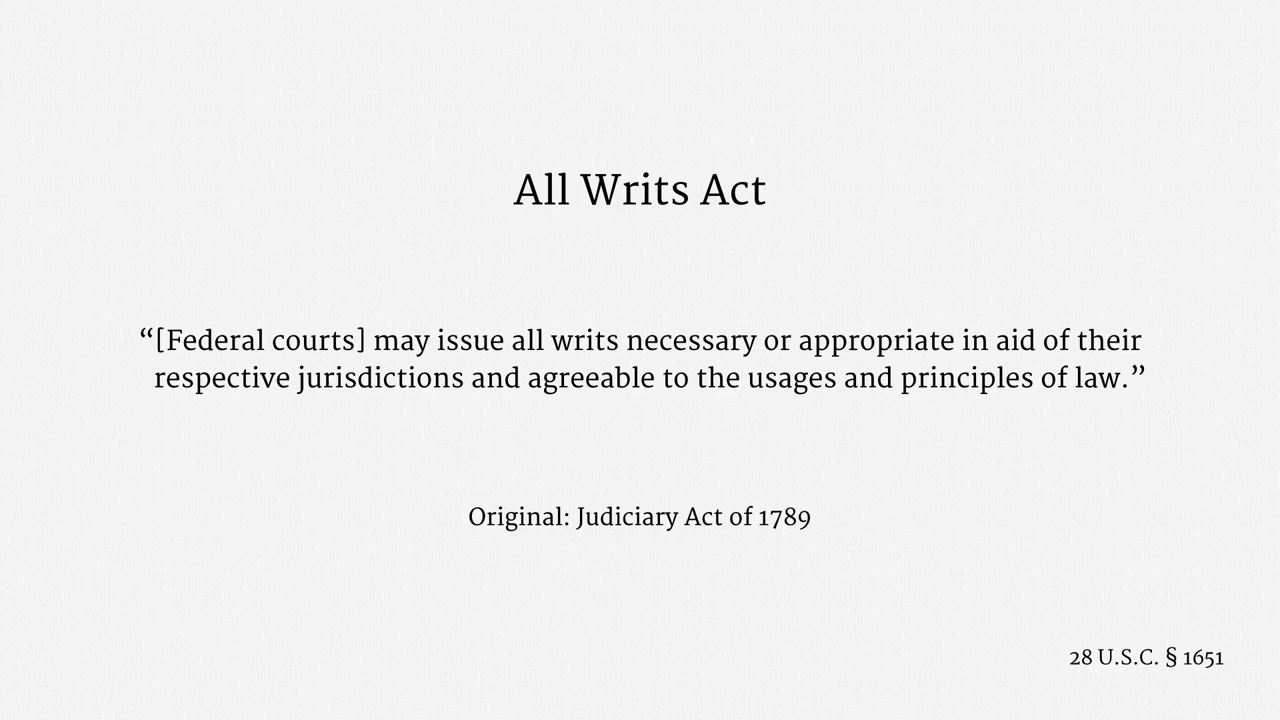 All Writs Act
“[Federal courts] may issue all writs necessary or appropriate in aid of their
respective jurisdictions and agreeable to the usages and principles of law.”
Original: Judiciary Act of 1789
28 U.S.C. § 1651